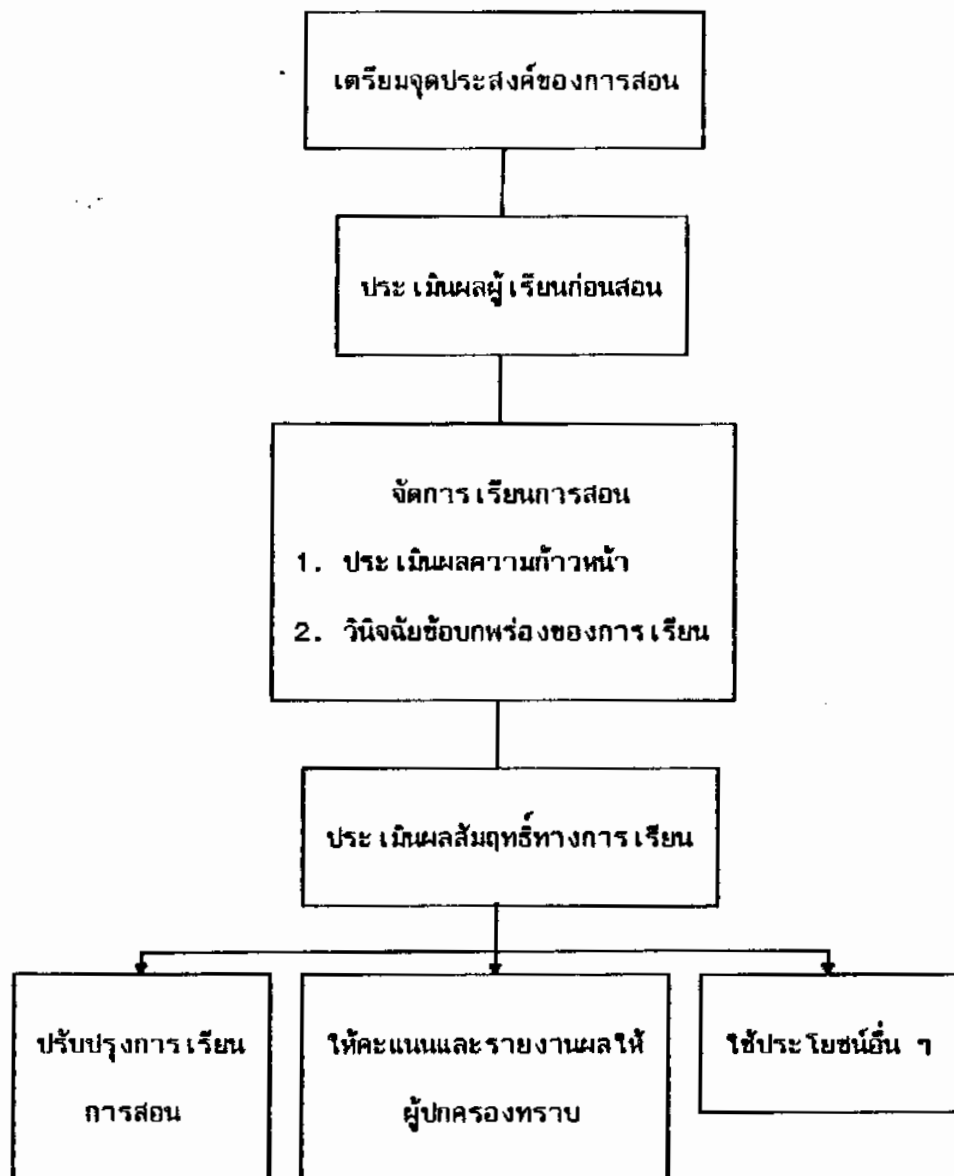 เตรียมจุดประสงค์ของการสอน
ประเมินผลผู้เรียนก่อนสอน
จัดการเรียนการสอน
1. ประเมินผลความก้าวหน้า
2. วินิจฉัยข้อบกพร่องของการเรียน
ประเมินผลสัมฤทธิ์ทางการเรียน
ปรับปรุงการเรียน
การสอน
ให้คะแนนและรายงานผลให้
ผู้ปกครองทราบ
ใช้ประโยชน์อื่น ๆ